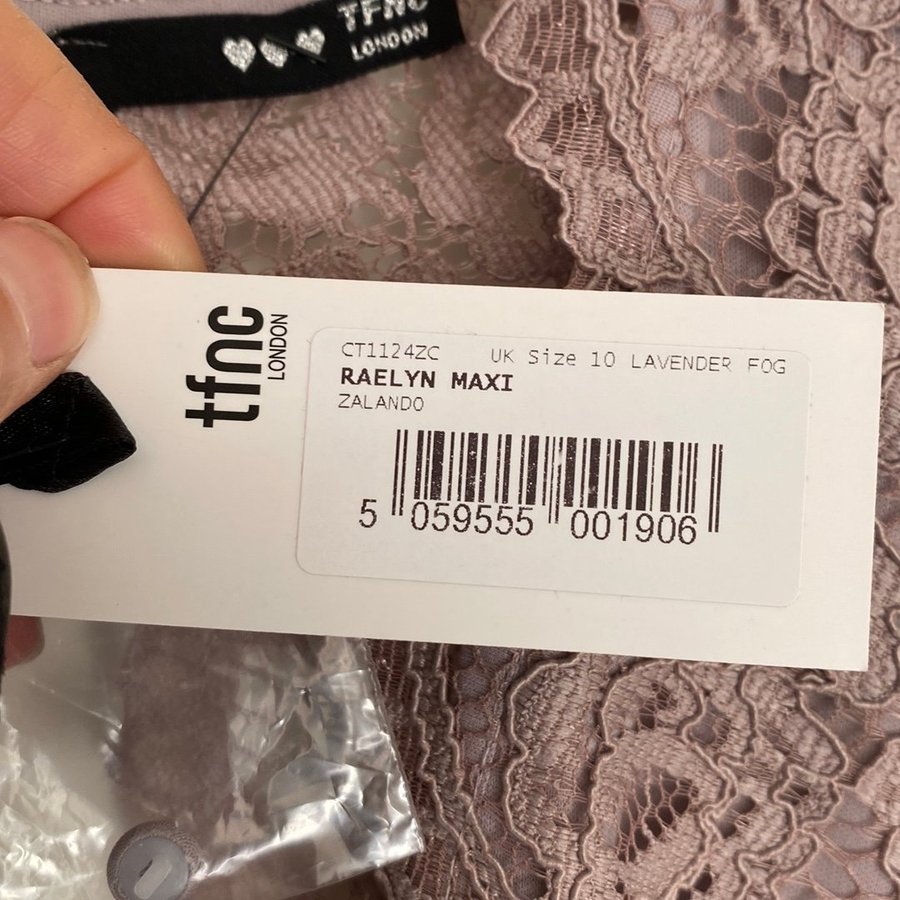 TFNC
LONDON
tfnc
LONDON
CT1124ZC UK Size 10 LAVENDER FOG
RAELYN MAXI
ZALANDO
5 059555 001906